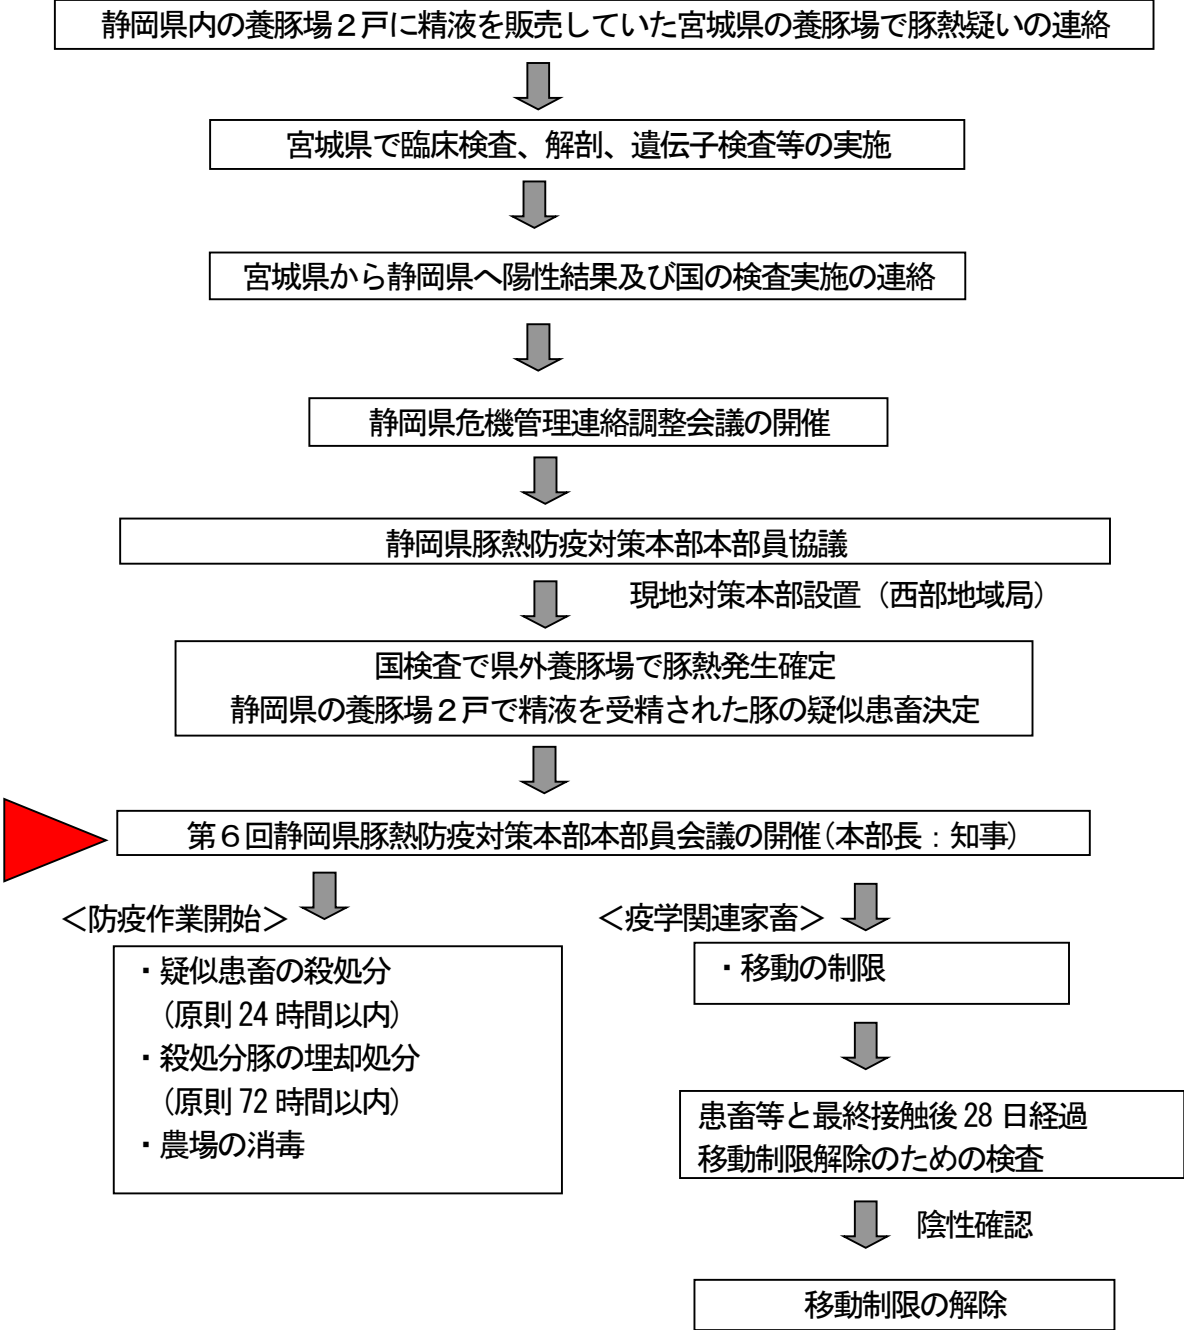 静岡県内の養豚場２戸に精液を販売していた宮城県の養豚場で豚熱疑いの連絡
宮城県で臨床検査、解剖、遺伝子検査等の実施
宮城県から静岡県へ陽性結果及び国の検査実施の連絡
静岡県危機管理連絡調整会議の開催
静岡県豚熱防疫対策本部本部員協議
現地対策本部設置（西部地域局）
国検査で県外養豚場で豚熱発生確定
静岡県の養豚場２戸で精液を受精された豚の疑似患畜決定
第６回静岡県豚熱防疫対策本部本部員会議の開催（本部長：知事）
＜防疫作業開始＞
・疑似患畜の殺処分
（原則24時間以内）
・殺処分豚の埋却処分
（原則72時間以内）
・農場の消毒
＜疫学関連家畜＞
・移動の制限
患畜等と最終接触後28日経過
移動制限解除のための検査
陰性確認
移動制限の解除